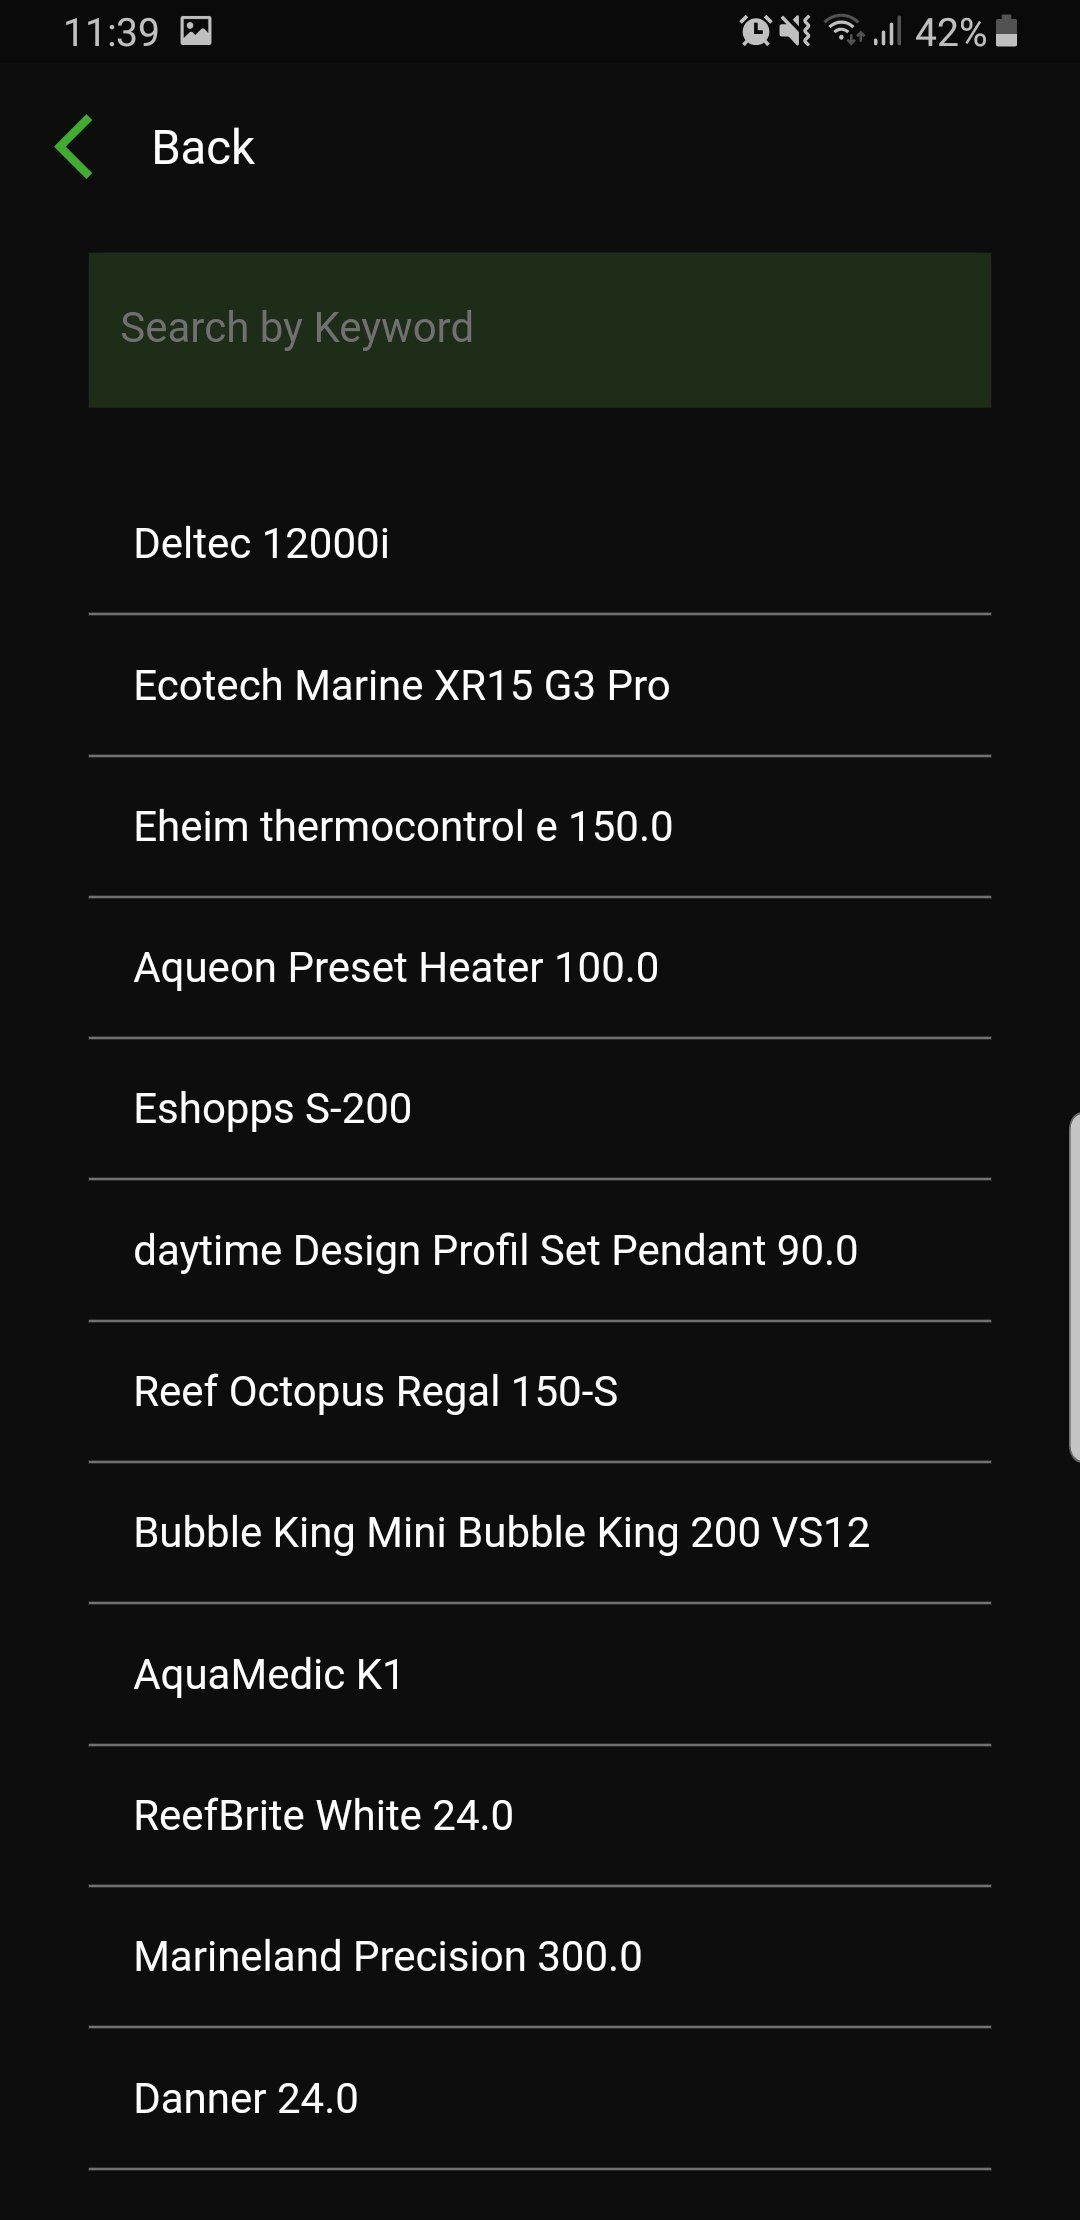 11:39
42%
Back
Search by Keyword
Deltec 12000i
Ecotech Marine XR15 G3 Pro
Eheim thermocontrol e 150.0
Aqueon Preset Heater 100.0
Eshopps S-200
daytime Design Profil Set Pendant 90.0
Reef Octopus Regal 150-S
Bubble King Mini Bubble King 200 VS12
AquaMedic K1
ReefBrite White 24.0
Marineland Precision 300.0
Danner 24.0